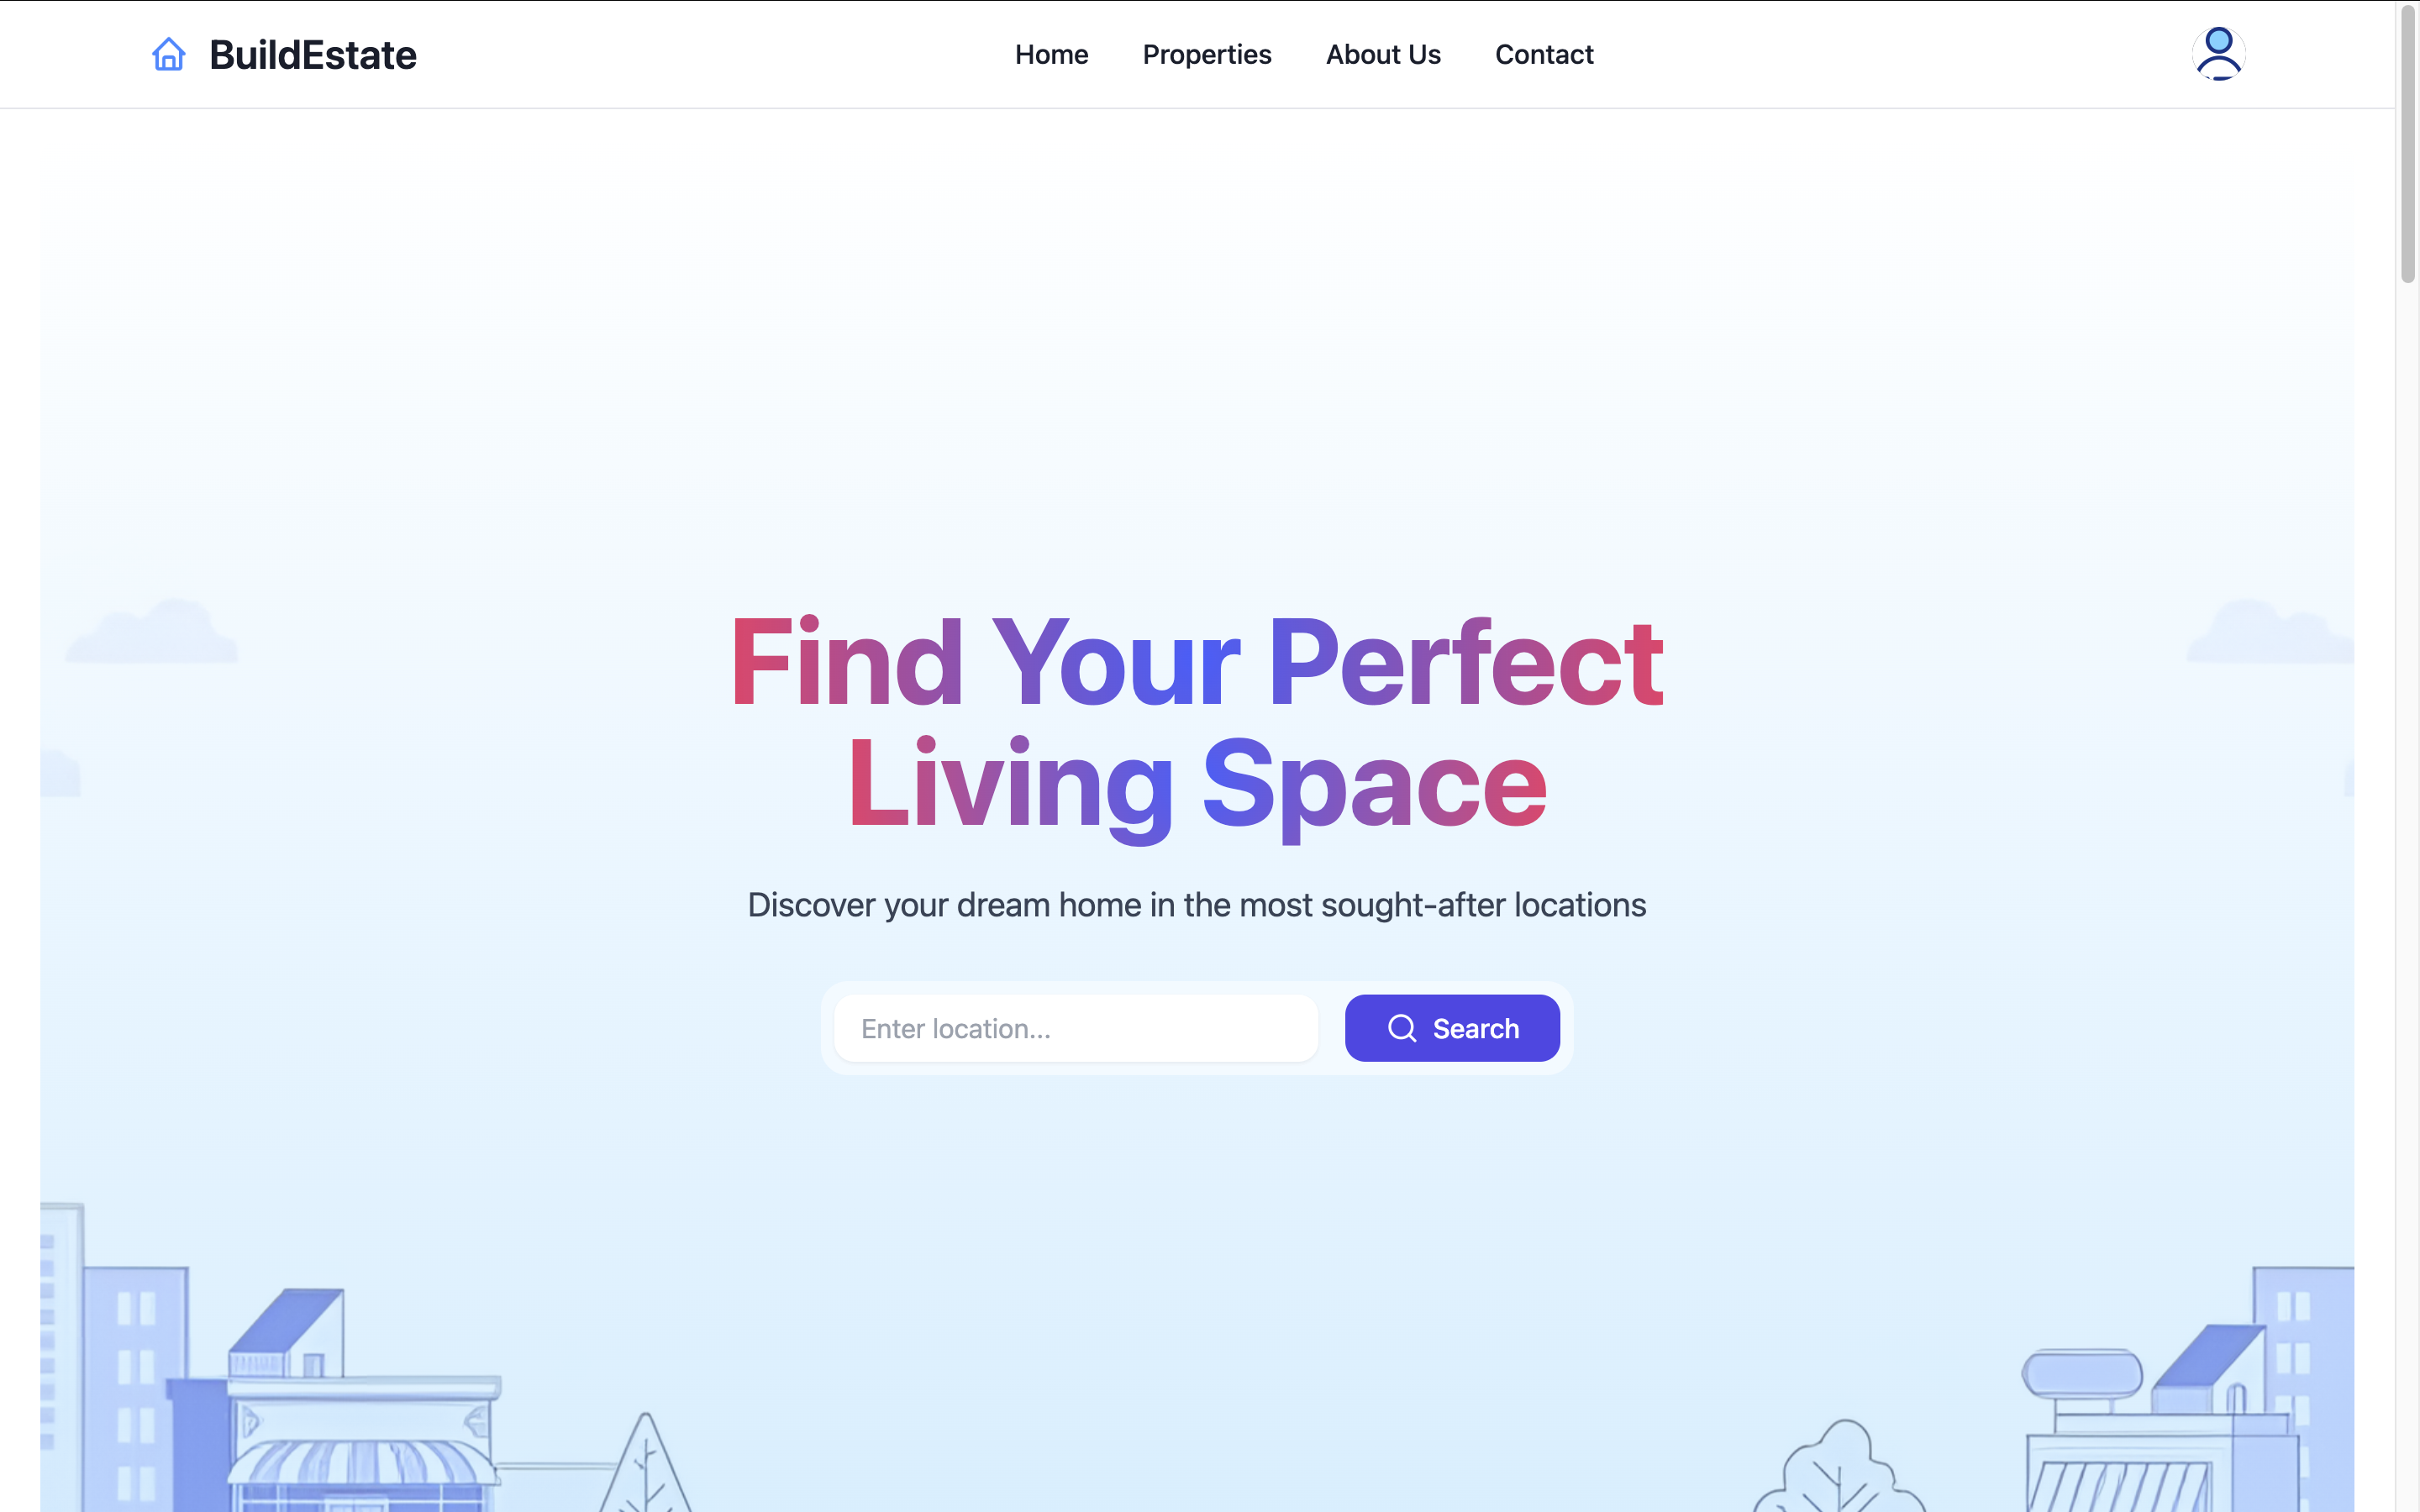 BuildEstate
Home Properties About Us Contact
Find Your Perfect
Living Space
Discover your dream home in the most sought-after locations
Enter location...
Search